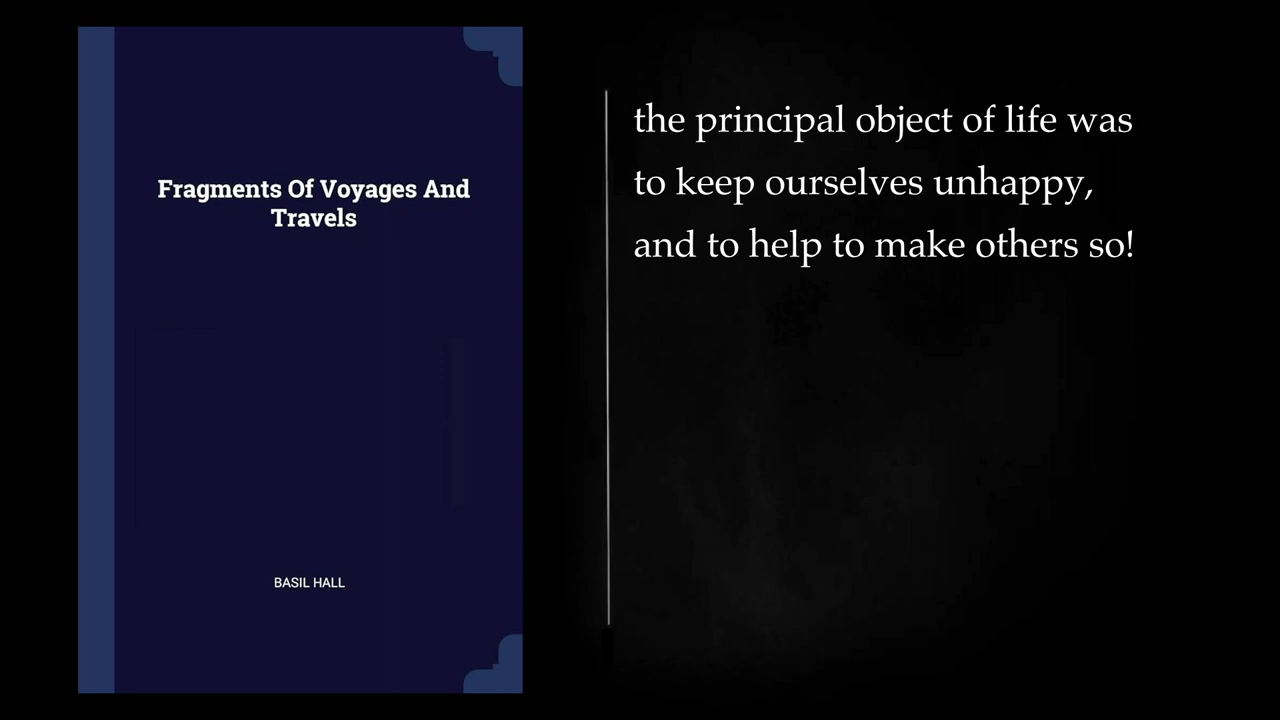 Fragments Of Voyages And
Travels
BASIL HALL
the principal object of life was
to keep ourselves unhappy,
and to help to make others so!